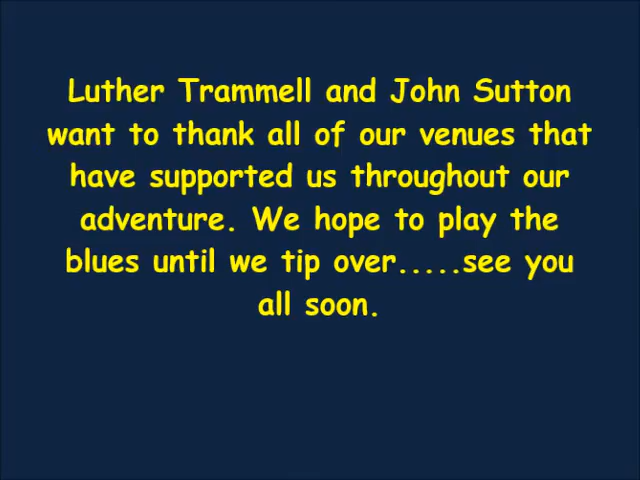 Luther Trammell and John Sutton
want to thank all of our venues that
have supported us throughout our
adventure. We hope to play the
blues until we tip over.....see you
all soon.